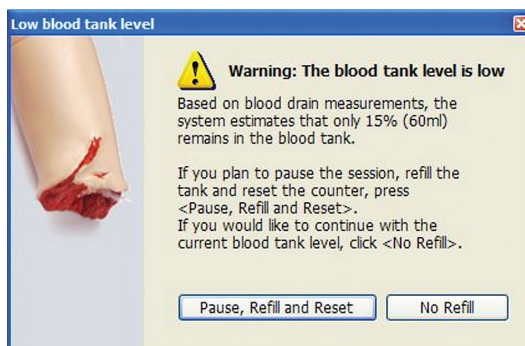 Low blood tank level
Warning: The blood tank level is low
Based on blood drain measurements, the
system estimates that only 15% (60ml)
remains in the blood tank.
If you plan to pause the session, refill the
tank and reset the counter, press
<Pause, Refill and Reset>.
If you would like to continue with the
current blood tank level, click <No Refill>.
Pause, Refill and Reset
No Refill